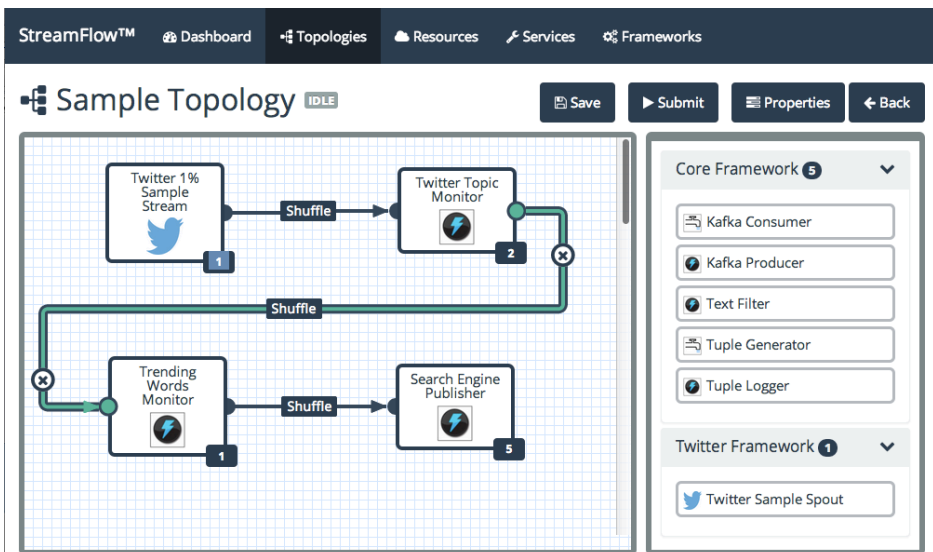 StreamFlow™ Dashboard Topologies Resources Services Frameworks
Sample Topology IDLE
Save Submit Properties Back
Twitter 1%
Sample
Stream
1
Shuffle
Twitter Topic
Monitor
2
Shuffle
Trending
Words
Monitor
1
Shuffle
Search Engine
Publisher
5
Core Framework 5
Kafka Consumer
Kafka Producer
Text Filter
Tuple Generator
Tuple Logger
Twitter Framework 1
Twitter Sample Spout